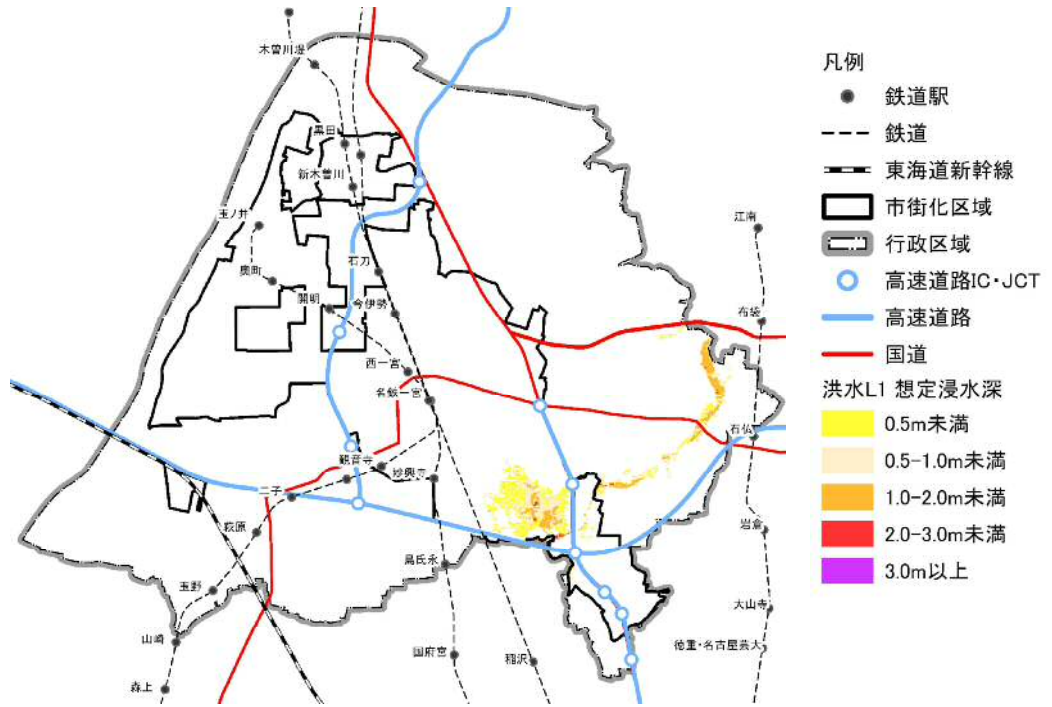 木曽川堤
黒田
新木曽川
玉ノ井
石刀
奥町
開明
今伊勢
西一宮
名鉄一宮
観音寺
妙興寺
二子
萩原
島氏永
玉野
山崎
国府宮
稲沢
森上
江南
布袋
石仏
岩倉
大山寺
徳重・名古屋芸大
凡例
鉄道駅
鉄道
東海道新幹線
市街化区域
行政区域
高速道路IC・JCT
高速道路
国道
洪水L1 想定浸水深
0.5m未満
0.5-1.0m未満
1.0-2.0m未満
2.0-3.0m未満
3.0m以上